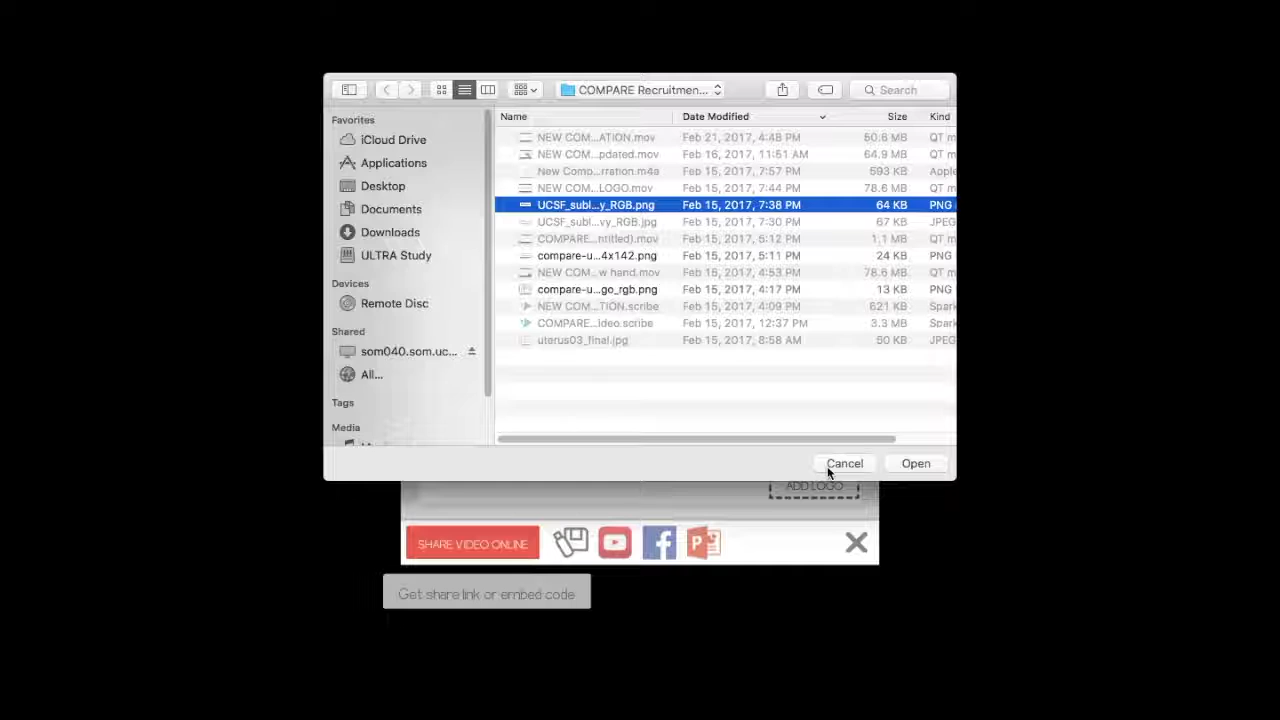 COMPARE Recruitmen...
Search
Favorites
iCloud Drive
Applications
Desktop
Documents
Downloads
ULTRA Study
Devices
Remote Disc
Shared
som040.som.uc...
All...
Tags
Media
Name Date Modified Size Kind
NEW COM...ATION.mov Feb 21, 2017, 4:48 PM 50.6 MB QT m
NEW COM...pdated.mov Feb 16, 2017, 11:51 AM 64.9 MB QT m
New Comp...rration.m4a Feb 15, 2017, 7:57 PM 593 KB Apple
NEW COM...LOGO.mov Feb 15, 2017, 7:44 PM 78.6 MB QT m
UCSF_subl...y_RGB.png Feb 15, 2017, 7:38 PM 64 KB PNG
UCSF_subl...vy_RGB.jpg Feb 15, 2017, 7:30 PM 67 KB JPEG
COMPARE...ntitled).mov Feb 15, 2017, 5:12 PM 1.1 MB QT m
compare-u...4x142.png Feb 15, 2017, 5:11 PM 24 KB PNG
NEW COM...w hand.mov Feb 15, 2017, 4:53 PM 78.6 MB QT m
compare-u...go_rgb.png Feb 15, 2017, 4:17 PM 13 KB PNG
NEW COM...TION.scribe Feb 15, 2017, 4:09 PM 621 KB Spar
COMPARE...ideo.scribe Feb 15, 2017, 12:37 PM 3.3 MB Spar
uterus03_final.jpg Feb 15, 2017, 8:58 AM 50 KB JPEG
Cancel Open
ADD LOGO
SHARE VIDEO ONLINE
Get share link or embed code